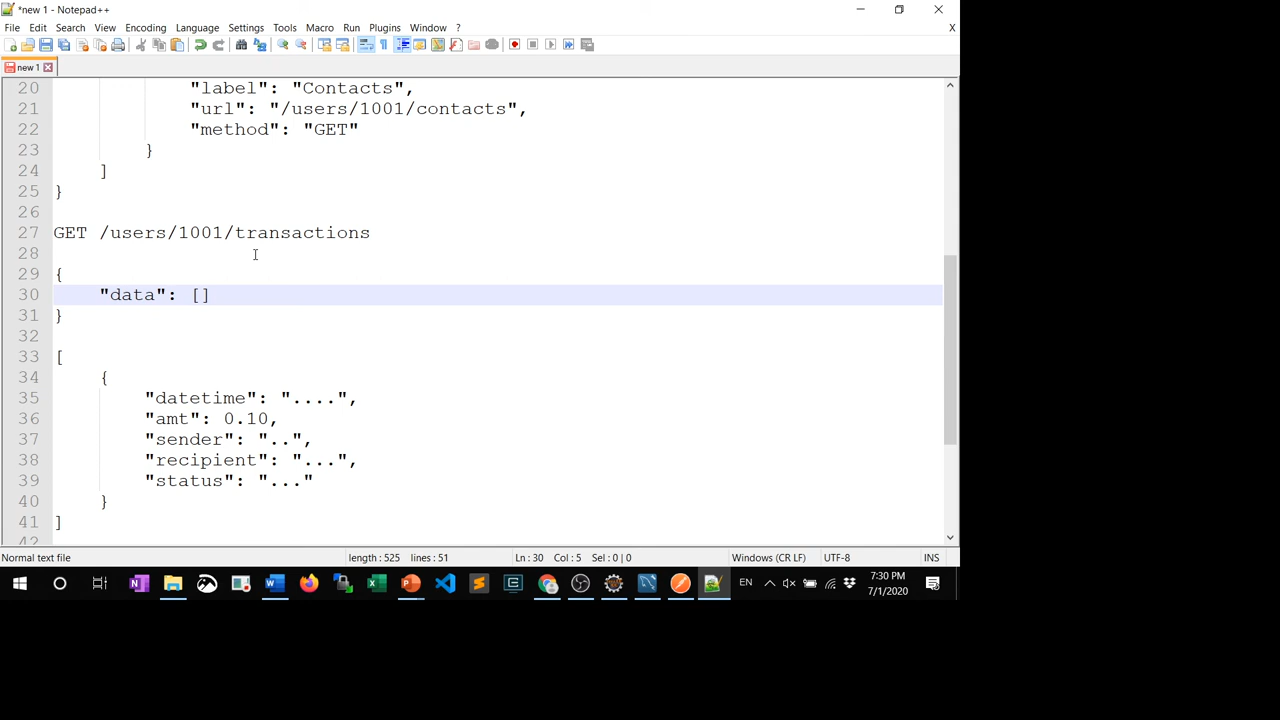 *new 1 - Notepad++
File Edit Search View Encoding Language Settings Tools Macro Run Plugins Window ? X
new 1
20 "label": "Contacts",
21 "url": "/users/1001/contacts",
22 "method": "GET"
23 }
24 ]
25 }
26
27 GET /users/1001/transactions
28
29 {
30 "data": []
31 }
32
33 [
34 {
35 "datetime": "....",
36 "amt": 0.10,
37 "sender": "..",
38 "recipient": "...",
39 "status": "..."
40 }
41 ]
42
Normal text file length : 525 lines : 51 Ln : 30 Col : 5 Sel : 0 | 0 Windows (CR LF) UTF-8 INS
EN 7:30 PM
7/1/2020